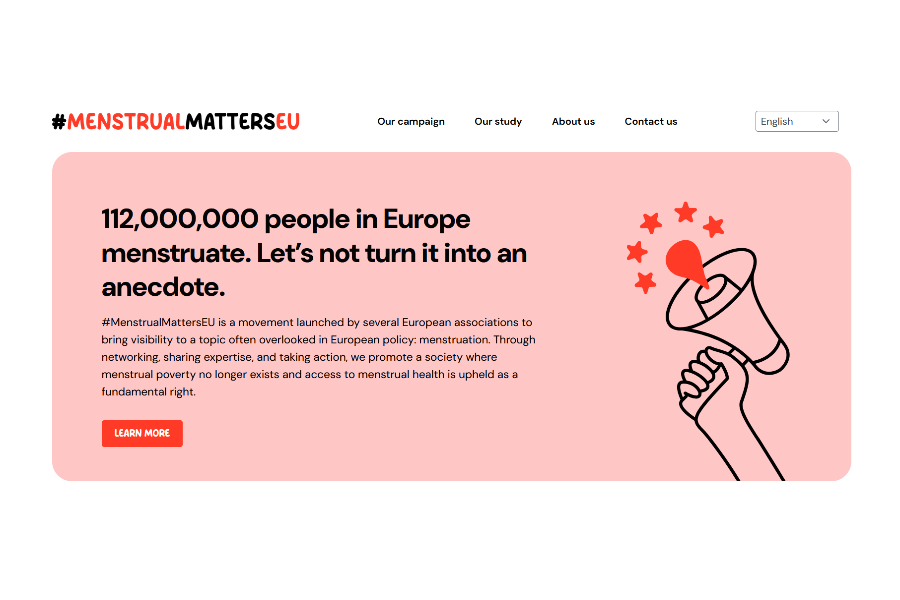 #MENSTRUALMATTERSEU
Our campaign
Our study
About us
Contact us
English
112,000,000 people in Europe
menstruate. Let’s not turn it into an
anecdote.
#MenstrualMattersEU is a movement launched by several European associations to
bring visibility to a topic often overlooked in European policy: menstruation. Through
networking, sharing expertise, and taking action, we promote a society where
menstrual poverty no longer exists and access to menstrual health is upheld as a
fundamental right.
LEARN MORE